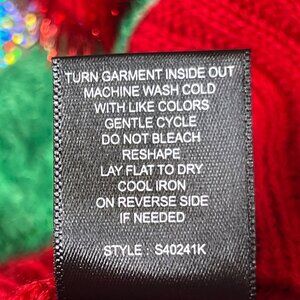 TURN GARMENT INSIDE OUT
MACHINE WASH COLD
WITH LIKE COLORS
GENTLE CYCLE
DO NOT BLEACH
RESHAPE
LAY FLAT TO DRY
COOL IRON
ON REVERSE SIDE
IF NEEDED
STYLE : S40241K